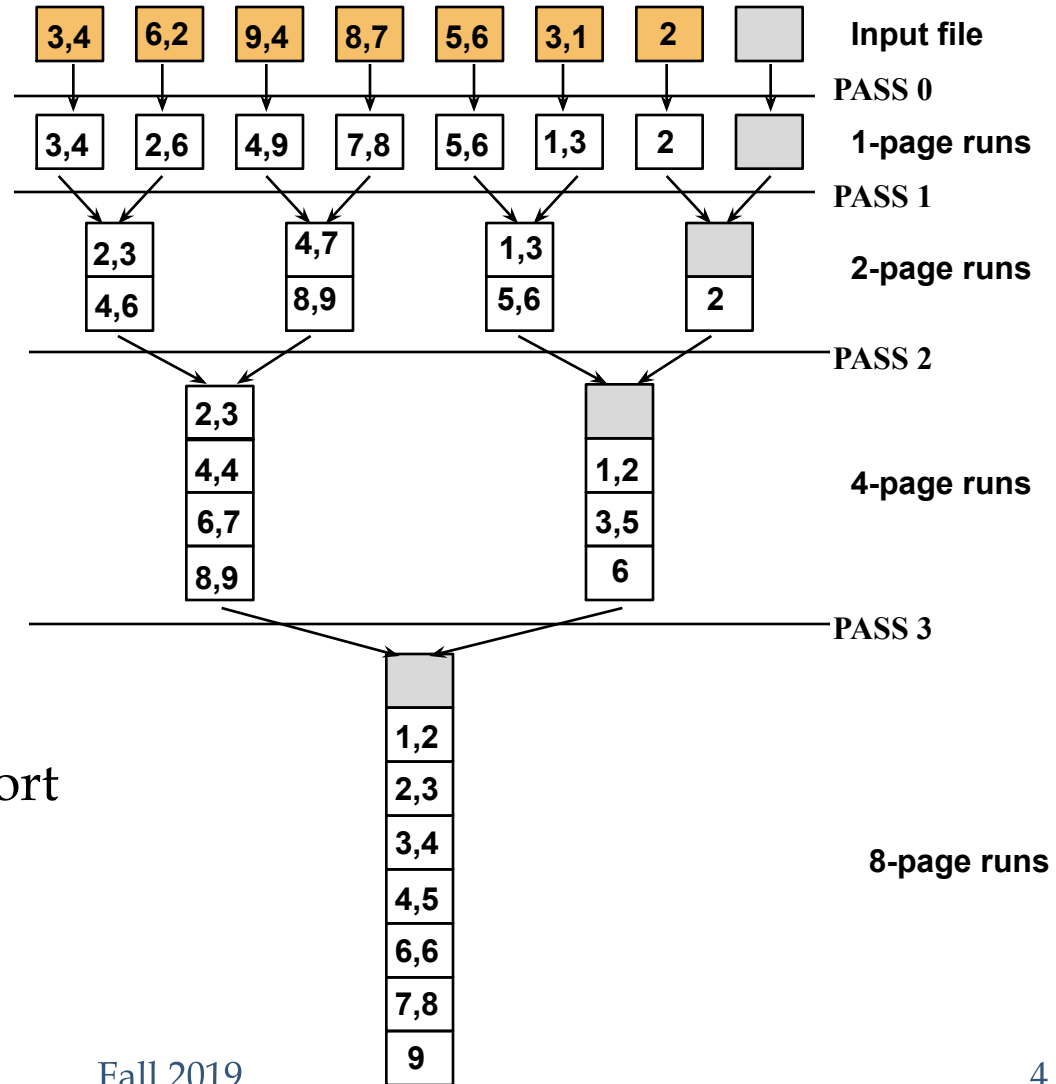 3,4 6,2 9,4 8,7 5,6 3,1 2 Input file
PASS 0
3,4 2,6 4,9 7,8 5,6 1,3 2 1-page runs
PASS 1
2,3 4,7 1,3
2-page runs
4,6 8,9 5,6 2
PASS 2
2,3
4,4 1,2
4-page runs
6,7 3,5
8,9 6
PASS 3
1,2
2,3
ort
3,4
4,5
8-page runs
6,6
7,8
9
Fall 2019 4